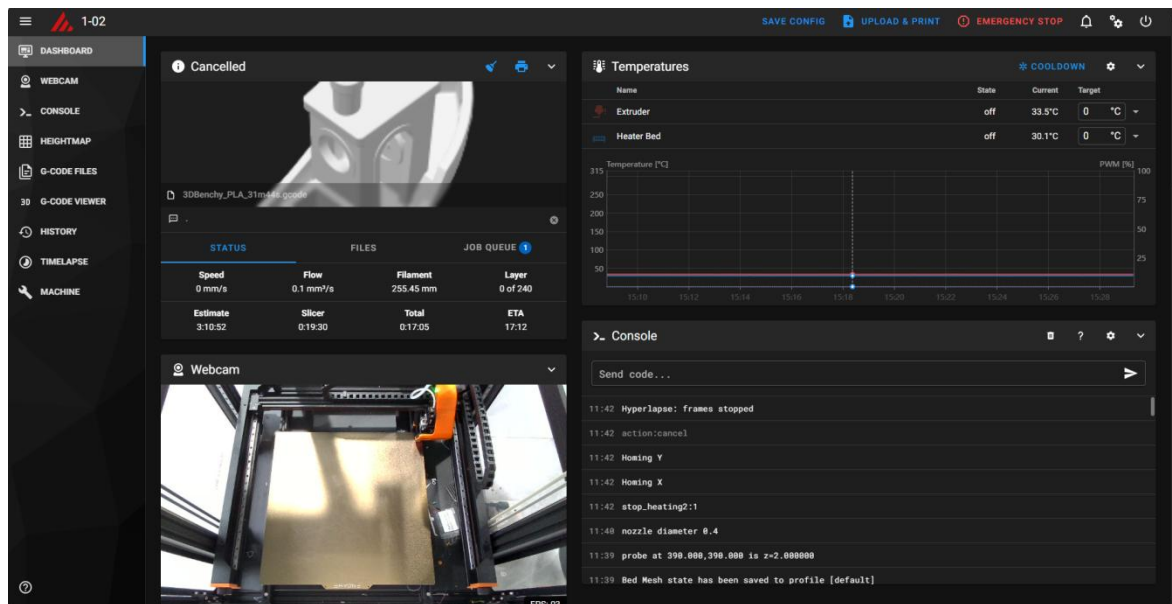 1-02
SAVE CONFIG
UPLOAD & PRINT
EMERGENCY STOP
DASHBOARD
WEBCAM
CONSOLE
HEIGHTMAP
G-CODE FILES
3D G-CODE VIEWER
HISTORY
TIMELAPSE
MACHINE
Cancelled
3DBenchy_PLA_31m44s.gcode
.
STATUS FILES JOB QUEUE 1
Speed Flow Filament Layer
0 mm/s 0.1 mm³/s 255.45 mm 0 of 240
Estimate Slicer Total ETA
3:10:52 0:19:30 0:17:05 17:12
Webcam
Temperatures
COOLDOWN
Name State Current Target
Extruder off 33.5°C 0 °C
Heater Bed off 30.1°C 0 °C
Temperature [°C] PWM [%]
315 100
250
75
200
150 50
100
25
50
15:10 15:12 15:14 15:16 15:18 15:20 15:22 15:24 15:26 15:28
>_ Console
?
Send code...
11:42 Hyperlapse: frames stopped
11:42 action:cancel
11:42 Homing Y
11:42 Homing X
11:42 stop_heating2:1
11:40 nozzle diameter 0.4
11:39 probe at 390.000,390.000 is z=2.000000
11:39 Bed Mesh state has been saved to profile [default]